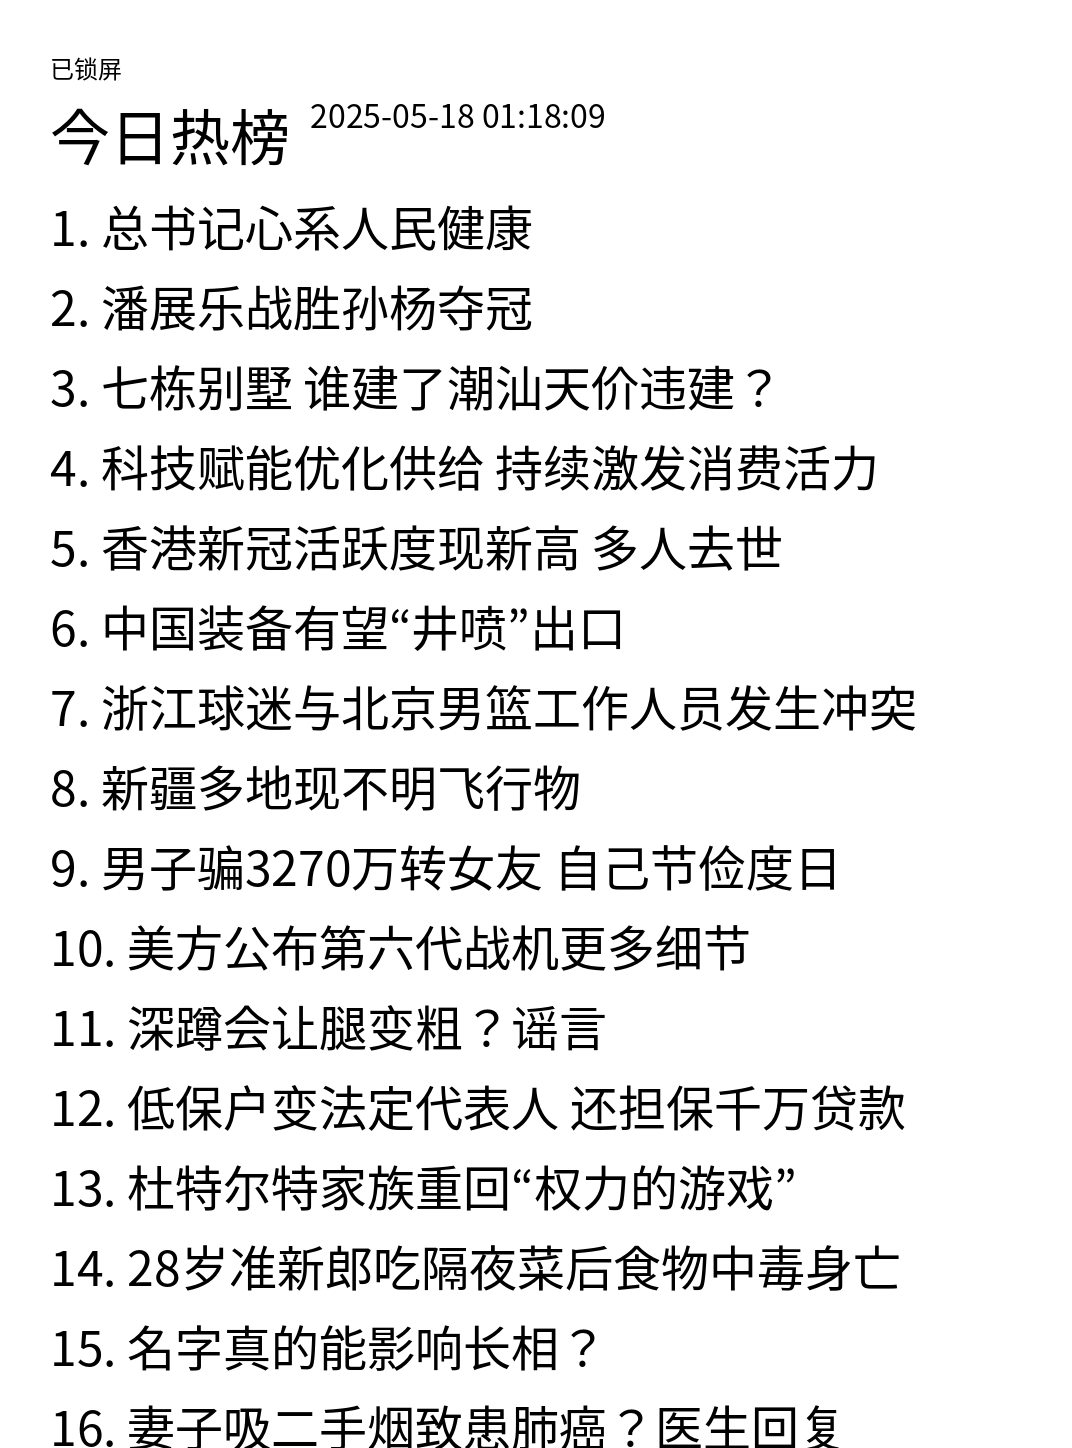 已锁屏
今日热榜 2025-05-18 01:18:09
1. 总书记心系人民健康
2. 潘展乐战胜孙杨夺冠
3. 七栋别墅 谁建了潮汕天价违建？
4. 科技赋能优化供给 持续激发消费活力
5. 香港新冠活跃度现新高 多人去世
6. 中国装备有望“井喷”出口
7. 浙江球迷与北京男篮工作人员发生冲突
8. 新疆多地现不明飞行物
9. 男子骗3270万转女友 自己节俭度日
10. 美方公布第六代战机更多细节
11. 深蹲会让腿变粗？谣言
12. 低保户变法定代表人 还担保千万贷款
13. 杜特尔特家族重回“权力的游戏”
14. 28岁准新郎吃隔夜菜后食物中毒身亡
15. 名字真的能影响长相？
16. 妻子吸二手烟致患肺癌？医生回复